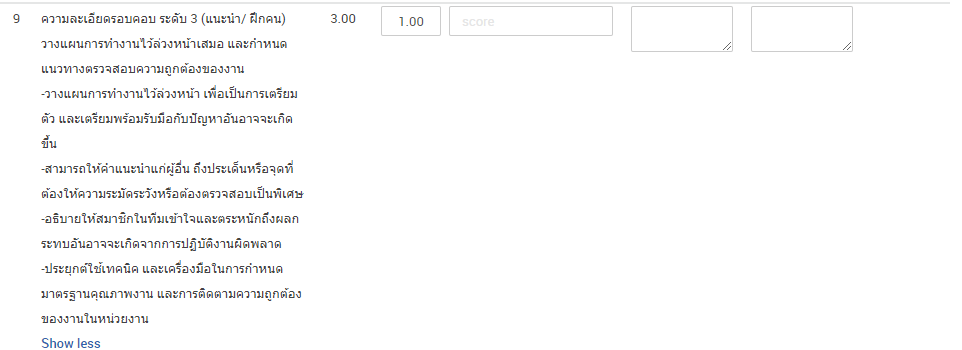 9 ความละเอียดรอบคอบ ระดับ 3 (แนะนำ/ ฝึกคน) 3.00 1.00 score
วางแผนการทำงานไว้ล่วงหน้าเสมอ และกำหนด
แนวทางตรวจสอบความถูกต้องของงาน
-วางแผนการทำงานไว้ล่วงหน้า เพื่อเป็นการเตรียม
ตัว และเตรียมพร้อมรับมือกับปัญหาอันอาจจะเกิด
ขึ้น
-สามารถให้คำแนะนำแก่ผู้อื่น ถึงประเด็นหรือจุดที่
ต้องให้ความระมัดระวังหรือต้องตรวจสอบเป็นพิเศษ
-อธิบายให้สมาชิกในทีมเข้าใจและตระหนักถึงผลก
ระทบอันอาจจะเกิดจากการปฏิบัติงานผิดพลาด
-ประยุกต์ใช้เทคนิค และเครื่องมือในการกำหนด
มาตรฐานคุณภาพงาน และการติดตามความถูกต้อง
ของงานในหน่วยงาน
Show less